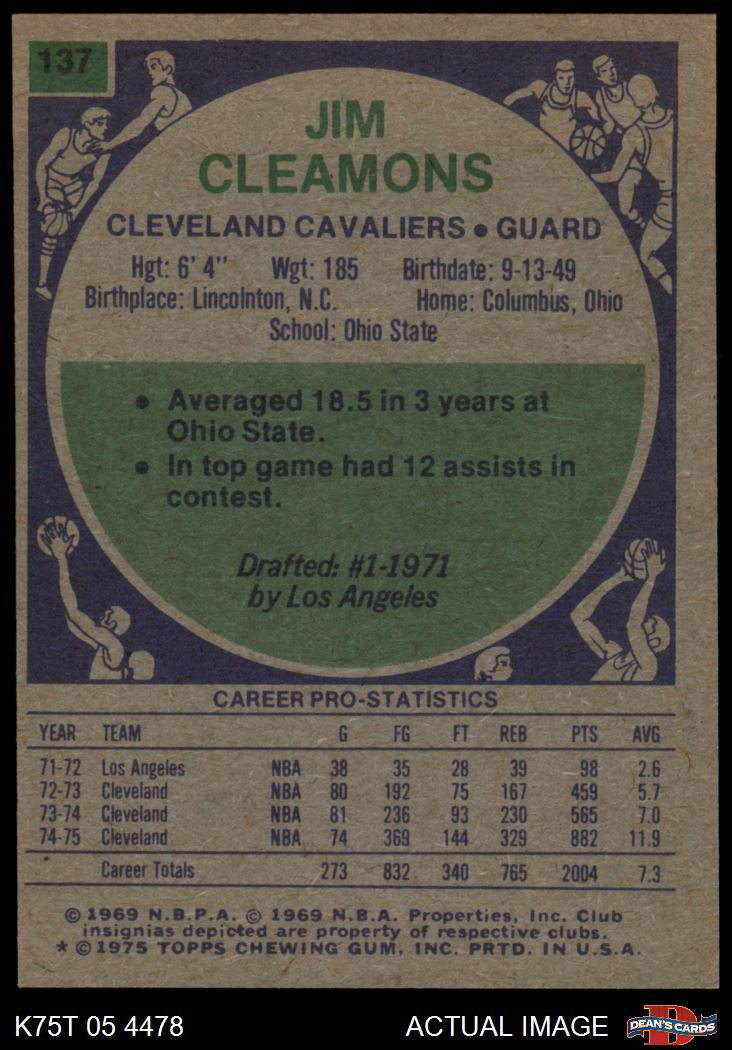 137
JIM
CLEAMONS
CLEVELAND CAVALIERS • GUARD
Hgt: 6' 4" Wgt: 185 Birthdate: 9-13-49
Birthplace: Lincolnton, N.C. Home: Columbus, Ohio
School: Ohio State
• Averaged 18.5 in 3 years at
Ohio State.
• In top game had 12 assists in
contest.
Drafted: #1-1971
by Los Angeles
CAREER PRO-STATISTICS
YEAR TEAM G FG FT REB PTS AVG
71-72 Los Angeles NBA 38 35 28 39 98 2.6
72-73 Cleveland NBA 80 192 75 167 459 5.7
73-74 Cleveland NBA 81 236 93 230 565 7.0
74-75 Cleveland NBA 74 369 144 329 882 11.9
Career Totals 273 832 340 765 2004 7.3
© 1969 N.B.P.A. © 1969 N.B.A. Properties, Inc. Club
insignias depicted are property of respective clubs.
* © 1975 TOPPS CHEWING GUM, INC. PRTD. IN U.S.A.
K75T 05 4478 ACTUAL IMAGE
D
DEAN'S CARDS